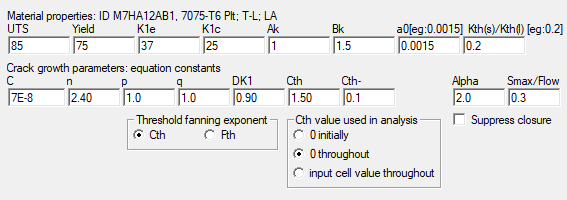 Material properties: ID M7HA12AB1, 7075-T6 Plt; T-L; LA
UTS Yield K1e K1c Ak Bk a0[eg:0.0015] Kth(s)/Kth(l) [eg:0.2]
85 75 37 25 1 1.5 0.0015 0.2
Crack growth parameters: equation constants
C n p q DK1 Cth Cth- Alpha Smax/Flow
7E-8 2.40 1.0 1.0 0.90 1.50 0.1 2.0 0.3
Threshold fanning exponent
Cth Fth
Cth value used in analysis
0 initially
0 throughout
input cell value throughout
Suppress closure